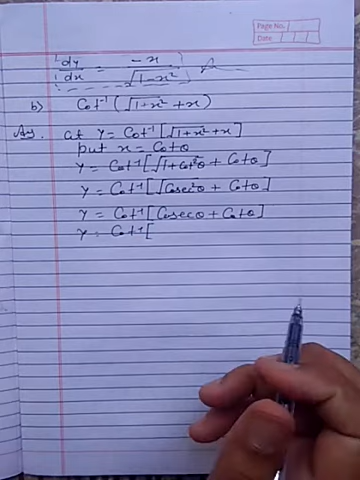 Page No.
Date
dy/dx = -x/√1-x²
b) Cot⁻¹(√1+x² + x)
Ans. let y = Cot⁻¹[√1+x² + x]
put x = Cotθ
y = Cot⁻¹[√1+Cot²θ + Cotθ]
y = Cot⁻¹[√Cosec²θ + Cotθ]
y = Cot⁻¹[Cosecθ + Cotθ]
y = Cot⁻¹[